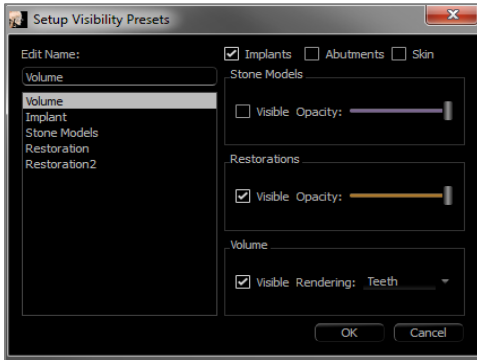 Setup Visibility Presets
Edit Name:
Volume
Volume
Implant
Stone Models
Restoration
Restoration2
Implants Abutments Skin
Stone Models
Visible Opacity:
Restorations
Visible Opacity:
Volume
Visible Rendering: Teeth
OK Cancel